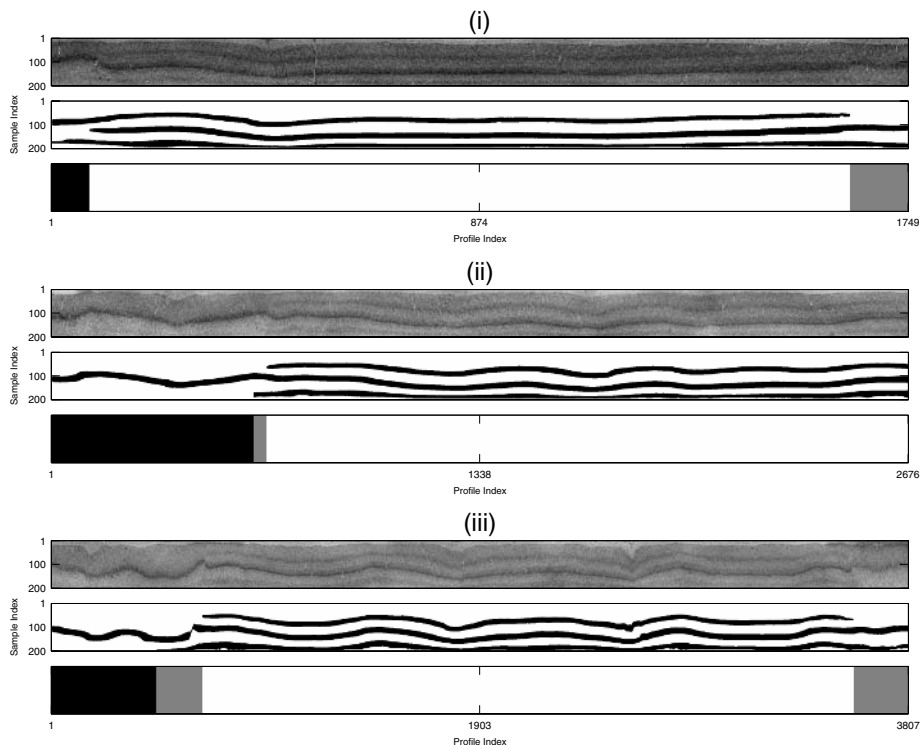 (i)
1
100
200
1
100
200
Sample Index
1 874 1749
Profile Index
(ii)
1
100
200
1
100
200
Sample Index
1 1338 2676
Profile Index
(iii)
1
100
200
1
100
200
Sample Index
1 1903 3807
Profile Index